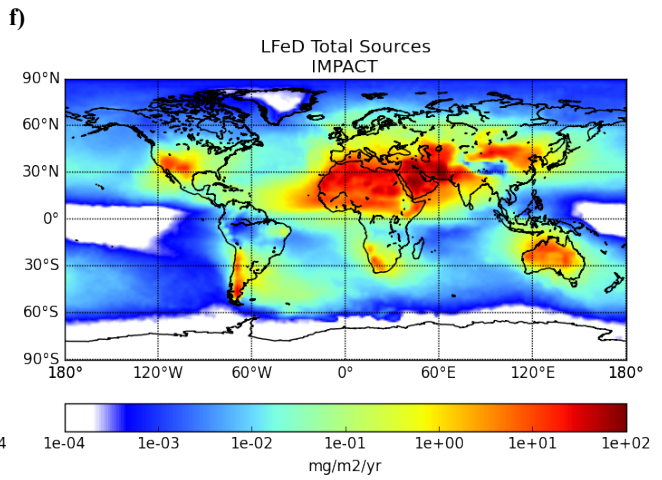 f)
LFeD Total Sources
IMPACT
90°N
60°N
30°N
0°
30°S
60°S
90°S
180° 120°W 60°W 0° 60°E 120°E 180°
4 1e-04 1e-03 1e-02 1e-01 1e+00 1e+01 1e+02
mg/m2/yr